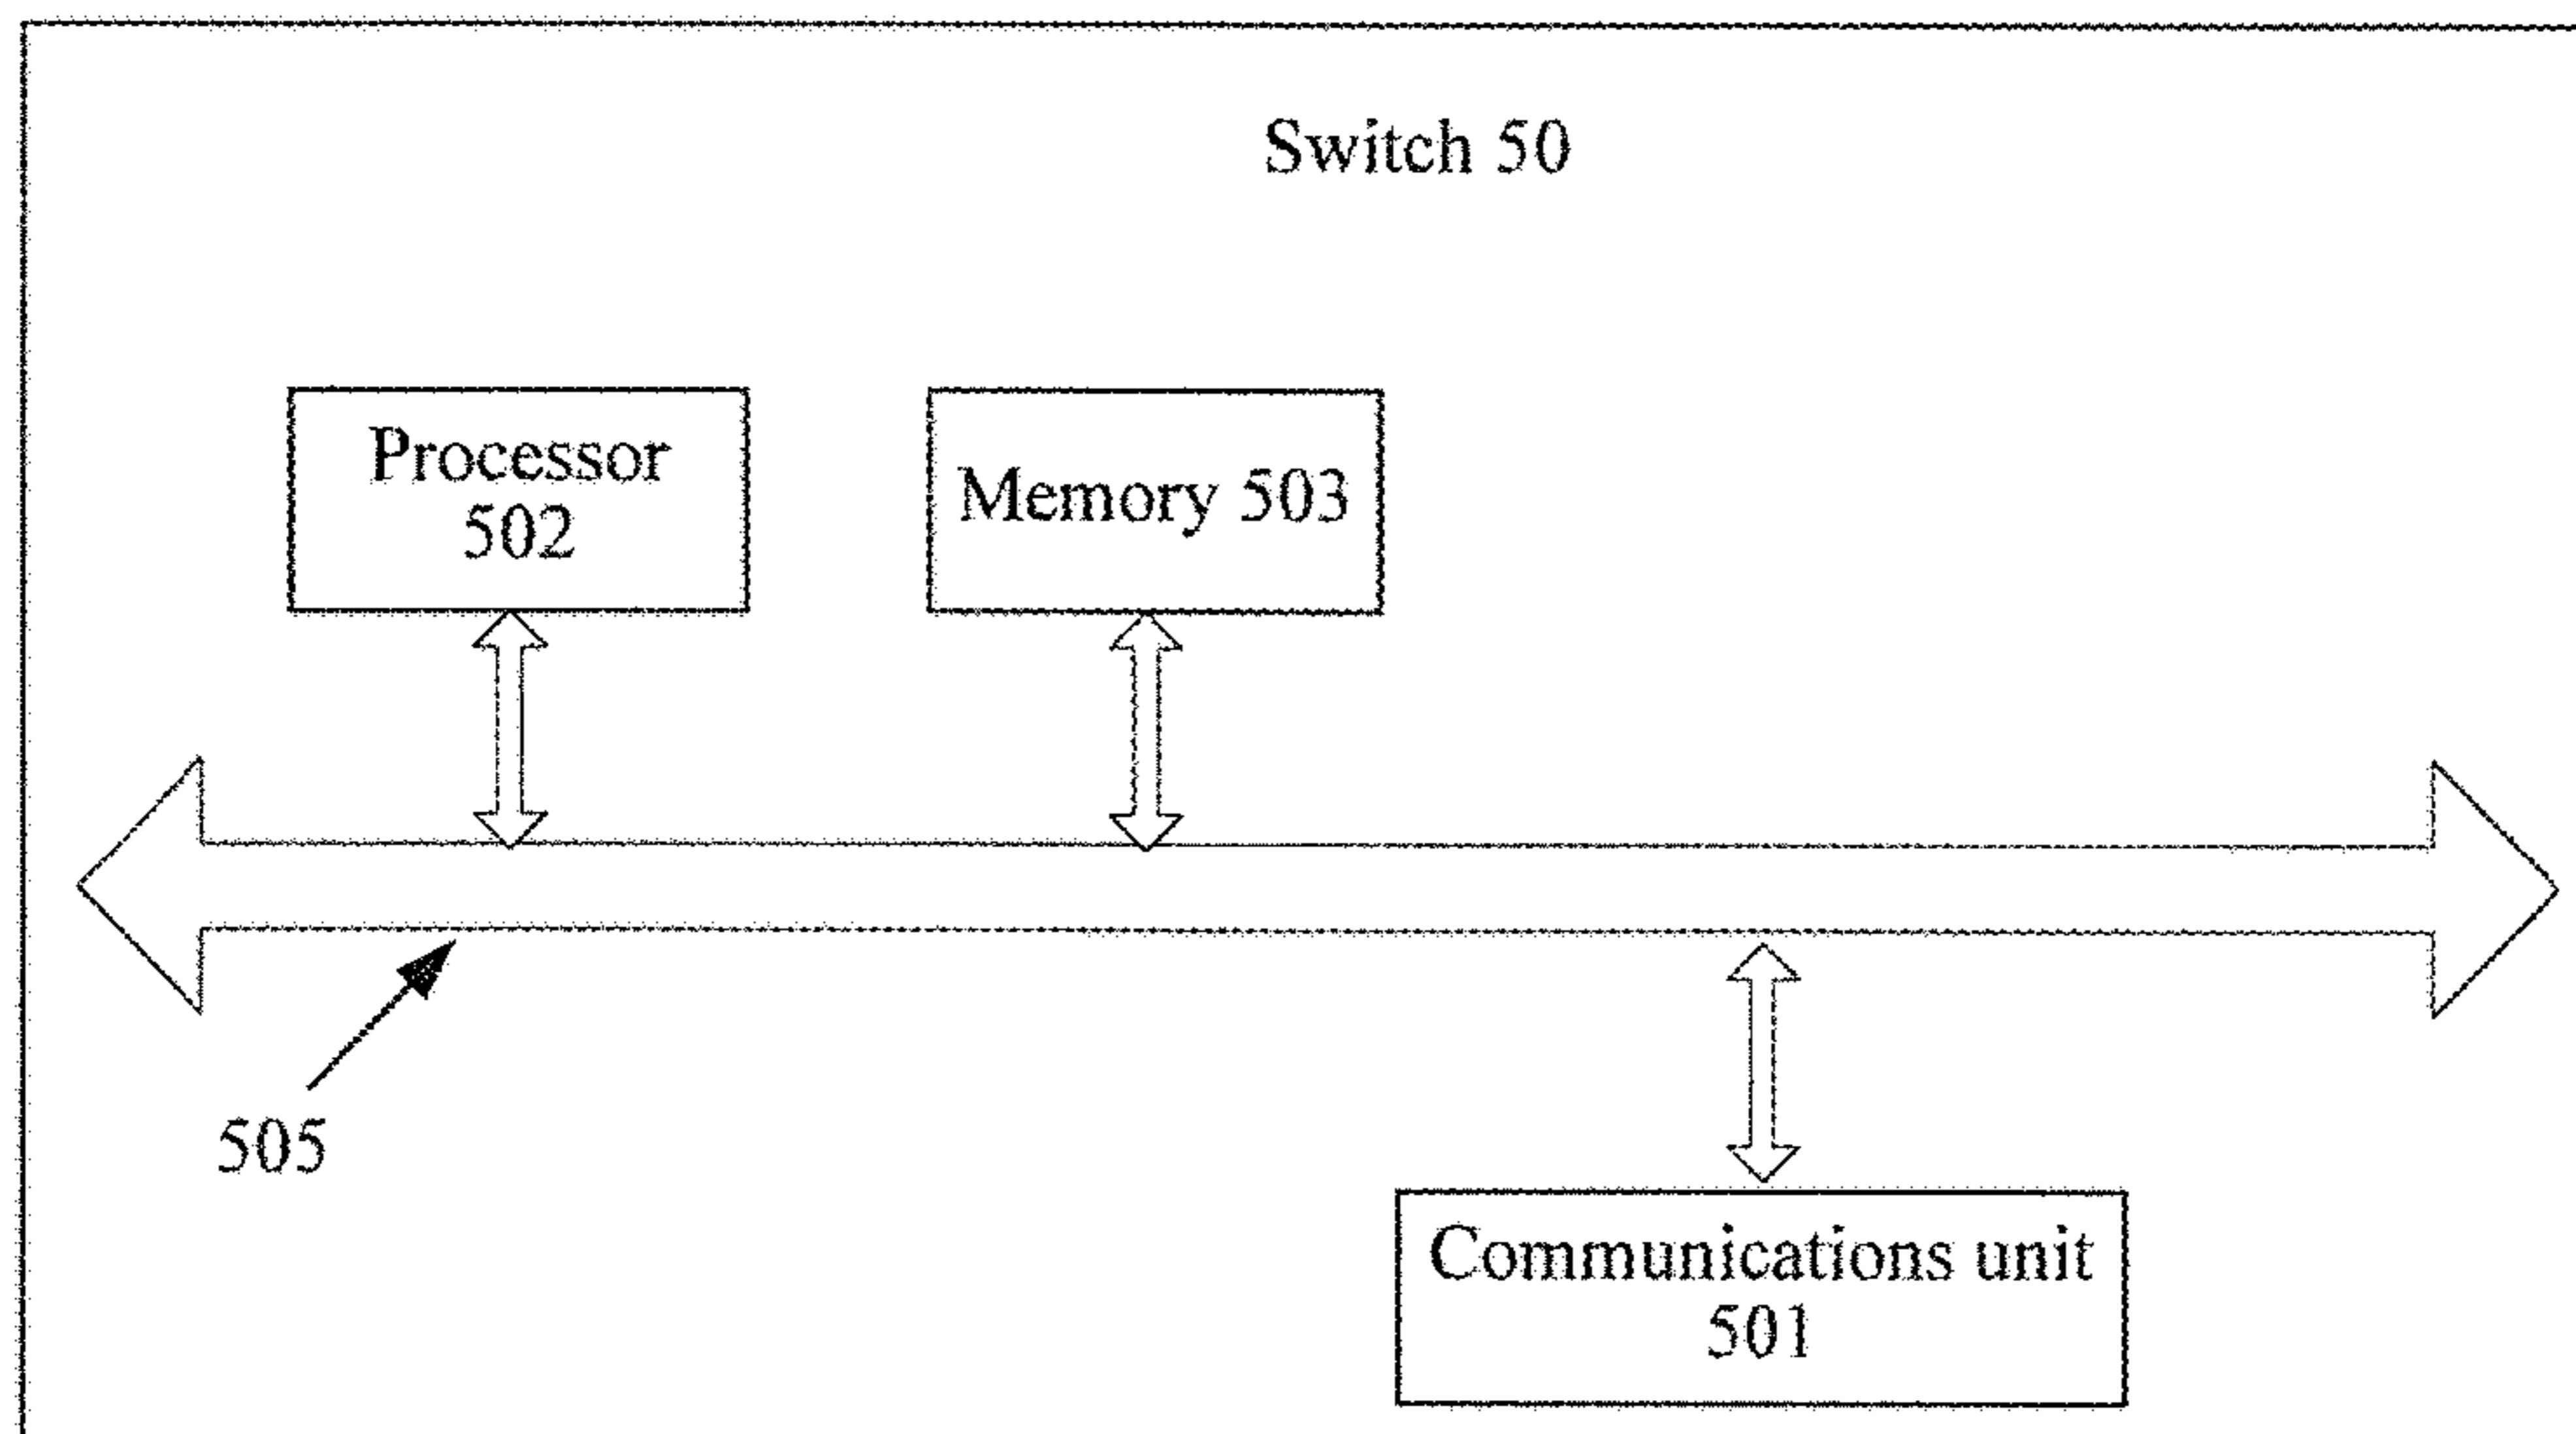 Switch 50
Processor
502
Memory 503
505
Communications unit
501